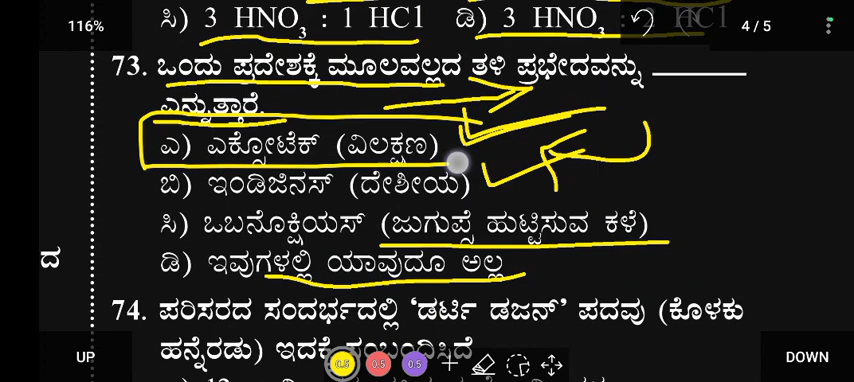 116%
4 / 5
ಸಿ) 3 HNO3 : 1 HCl ಡಿ) 3 HNO3 : 2 HCl
73. ಒಂದು ಪ್ರದೇಶಕ್ಕೆ ಮೂಲವಲ್ಲದ ತಳಿ ಪ್ರಭೇದವನ್ನು ________
ಎನ್ನುತ್ತಾರೆ.
ಎ) ಎಕ್ಸೋಟೆಕ್ (ವಿಲಕ್ಷಣ)
ಬಿ) ಇಂಡಿಜಿನಸ್ (ದೇಶೀಯ)
ಸಿ) ಒಬನೊಕ್ಷಿಯಸ್ (ಜುಗುಪ್ಸೆ ಹುಟ್ಟಿಸುವ ಕಳೆ)
ದ
ಡಿ) ಇವುಗಳಲ್ಲಿ ಯಾವುದೂ ಅಲ್ಲ
74. ಪರಿಸರದ ಸಂದರ್ಭದಲ್ಲಿ ‘ಡರ್ಟಿ ಡಜನ್’ ಪದವು (ಕೊಳಕು
ಹನ್ನೆರಡು) ಇದಕ್ಕೆ ಸಂಬಂದಿಸಿದೆ
UP
DOWN
0.5 0.5 0.5